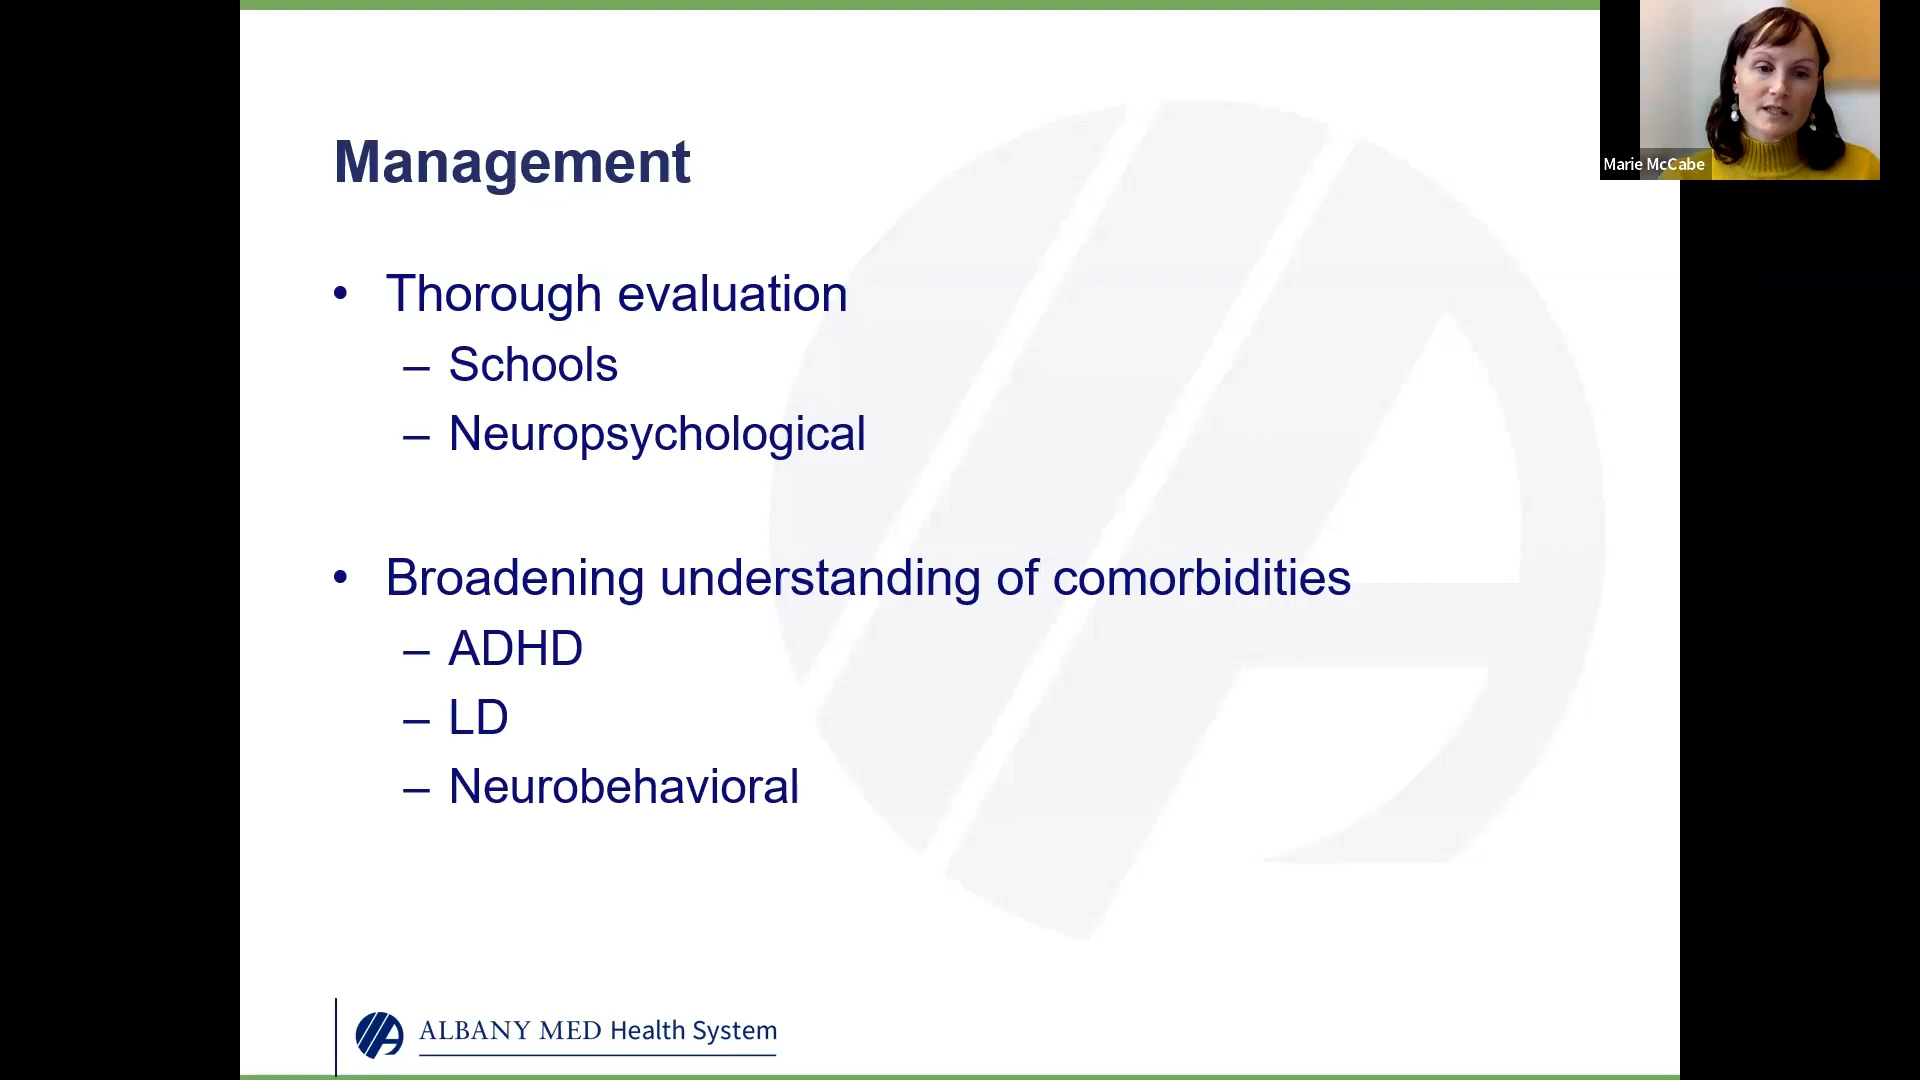 Management
• Thorough evaluation
– Schools
– Neuropsychological
• Broadening understanding of comorbidities
– ADHD
– LD
– Neurobehavioral
ALBANY MED Health System
Marie McCabe